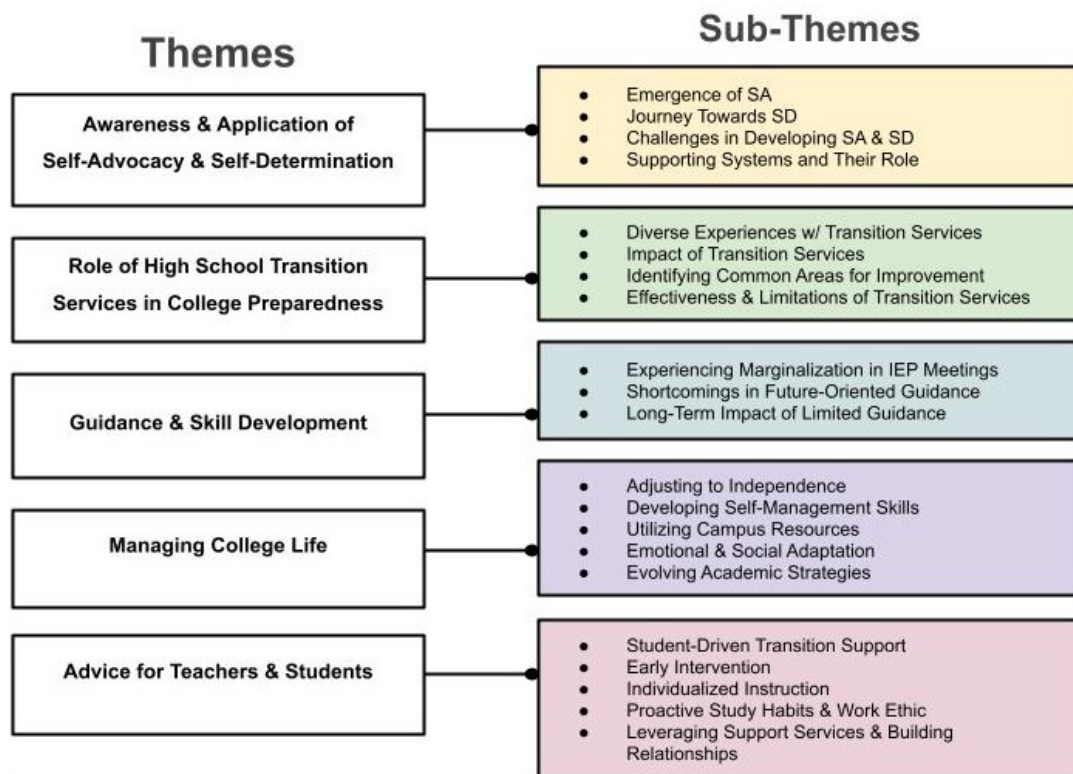 Themes
Sub-Themes
Awareness & Application of
Self-Advocacy & Self-Determination
● Emergence of SA
● Journey Towards SD
● Challenges in Developing SA & SD
● Supporting Systems and Their Role
Role of High School Transition
Services in College Preparedness
● Diverse Experiences w/ Transition Services
● Impact of Transition Services
● Identifying Common Areas for Improvement
● Effectiveness & Limitations of Transition Services
Guidance & Skill Development
● Experiencing Marginalization in IEP Meetings
● Shortcomings in Future-Oriented Guidance
● Long-Term Impact of Limited Guidance
Managing College Life
● Adjusting to Independence
● Developing Self-Management Skills
● Utilizing Campus Resources
● Emotional & Social Adaptation
● Evolving Academic Strategies
Advice for Teachers & Students
● Student-Driven Transition Support
● Early Intervention
● Individualized Instruction
● Proactive Study Habits & Work Ethic
● Leveraging Support Services & Building
Relationships